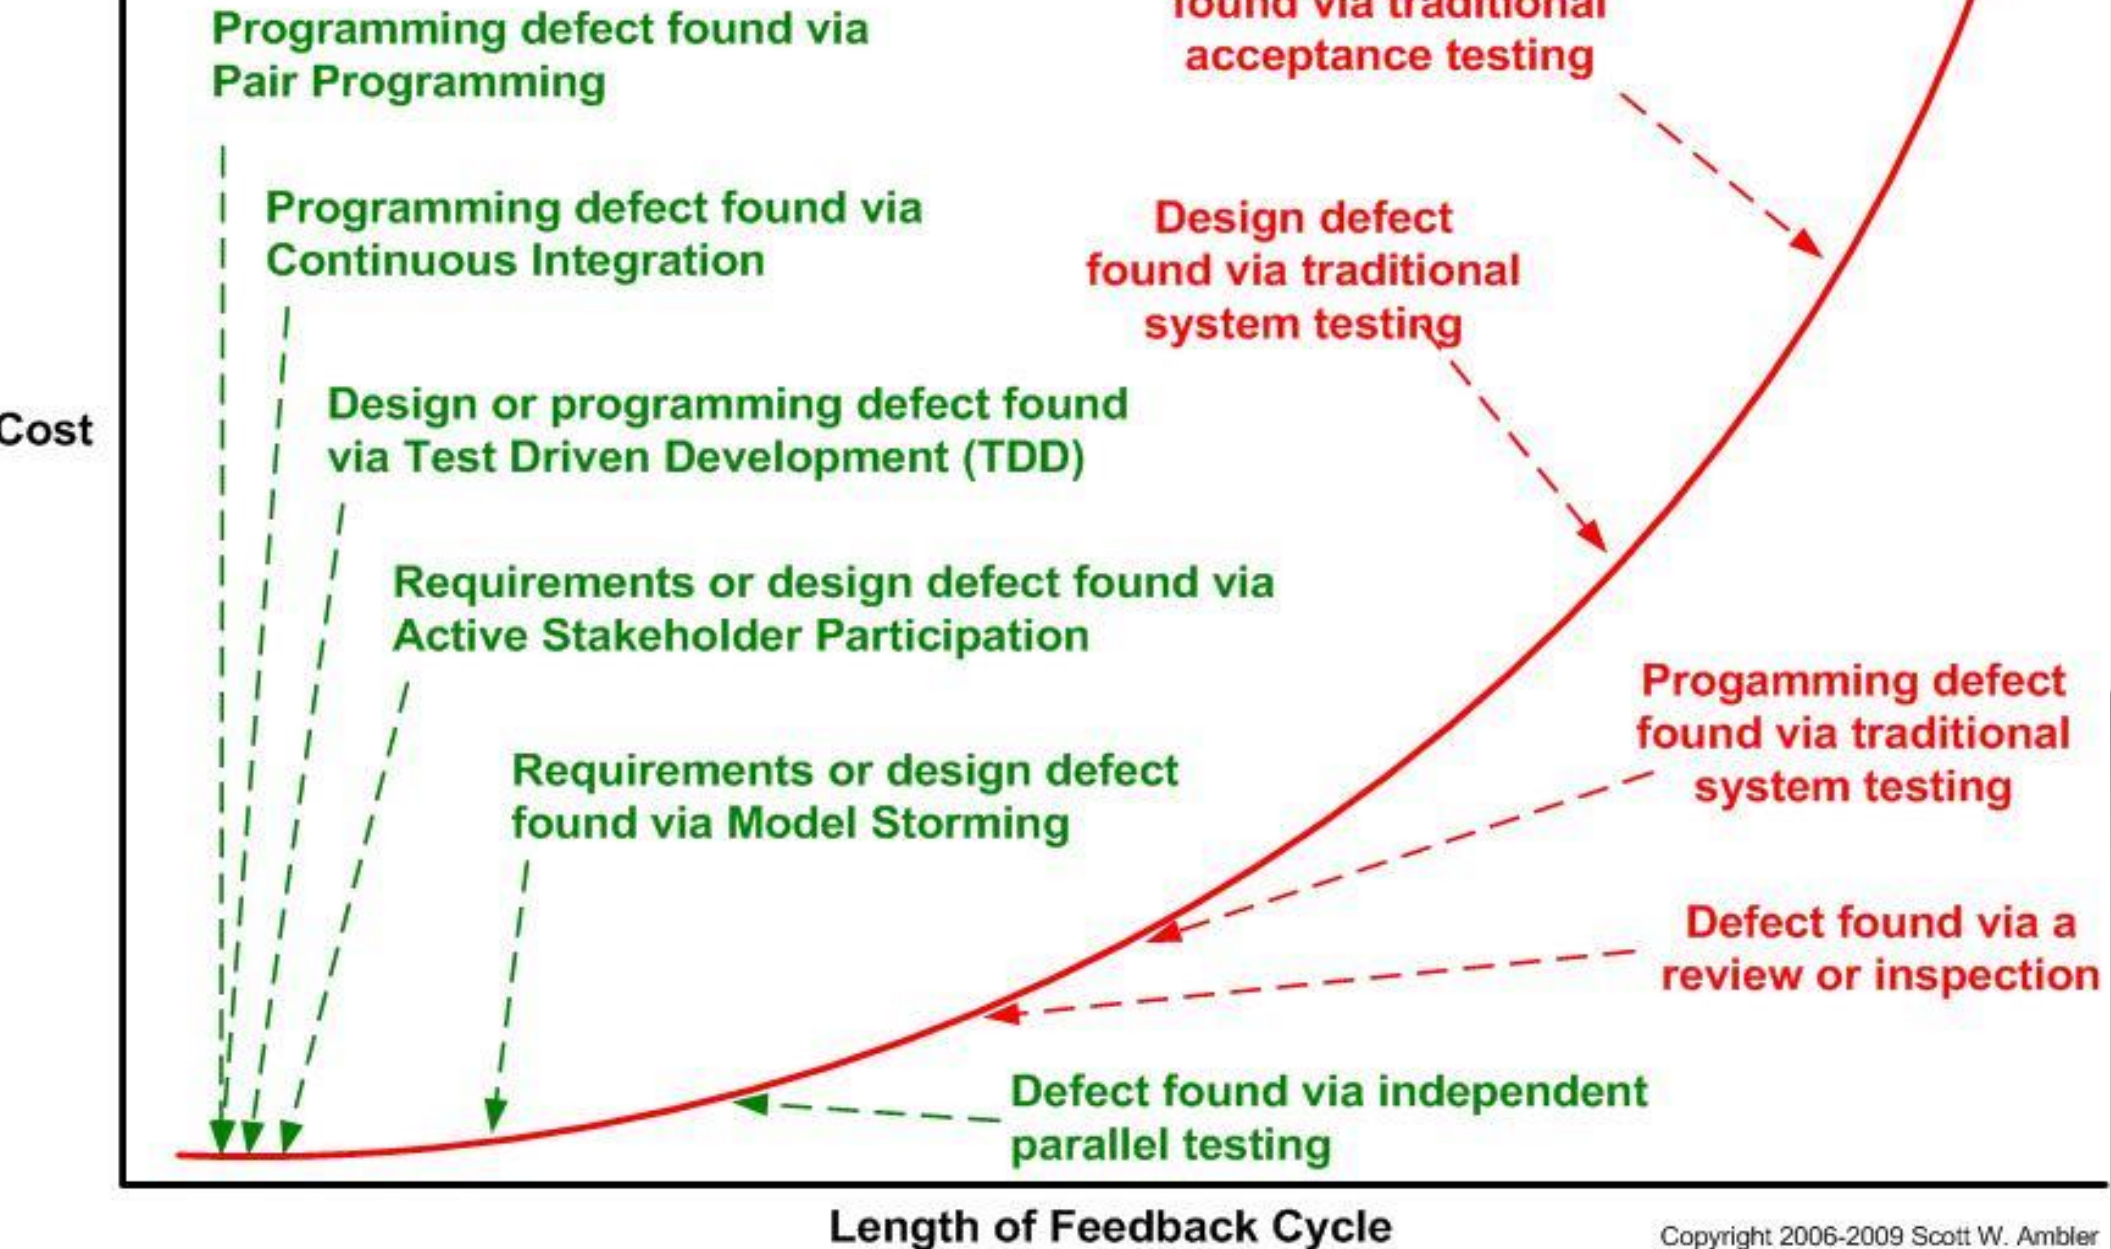 Programming defect found via
Pair Programming
found via traditional
acceptance testing
Programming defect found via
Continuous Integration
Design defect
found via traditional
system testing
Design or programming defect found
via Test Driven Development (TDD)
Cost
Requirements or design defect found via
Active Stakeholder Participation
Progamming defect
found via traditional
system testing
Requirements or design defect
found via Model Storming
Defect found via a
review or inspection
Defect found via independent
parallel testing
Length of Feedback Cycle
Copyright 2006-2009 Scott W. Ambler